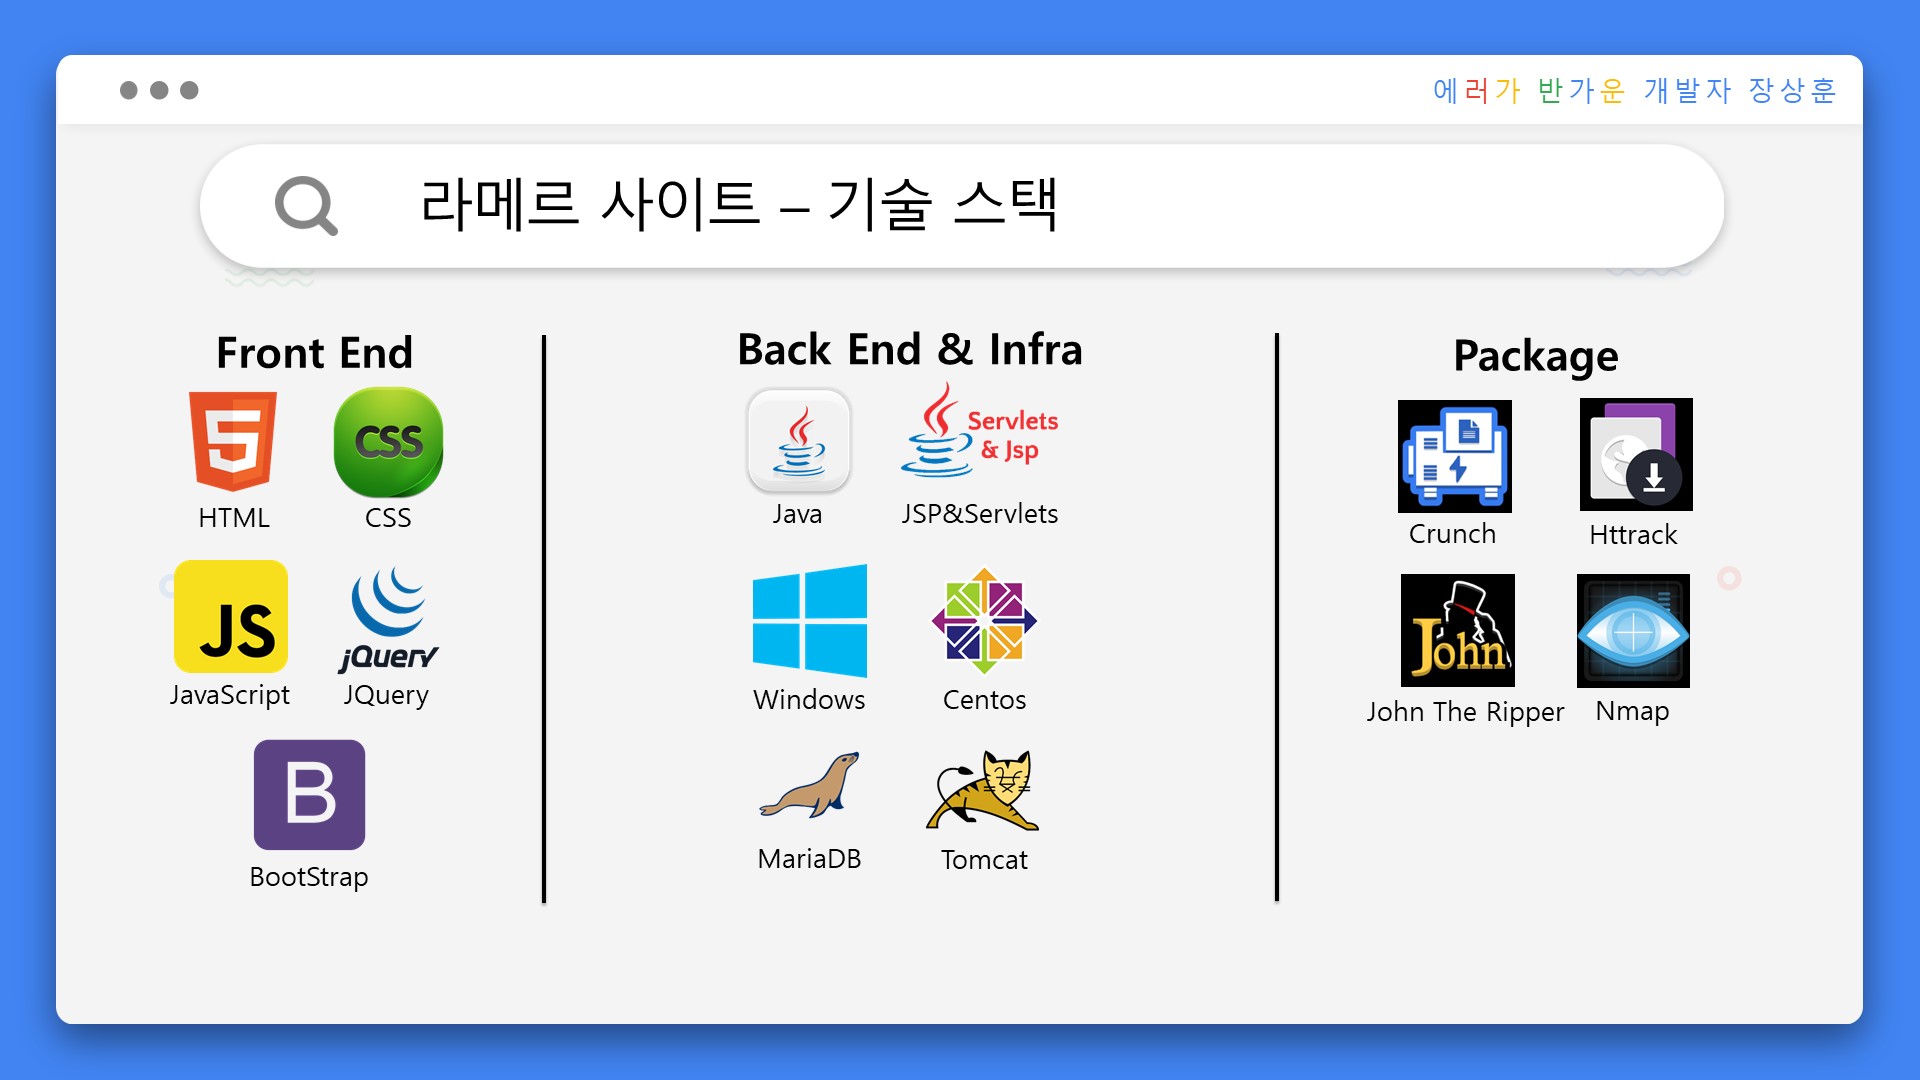 에러가 반가운 개발자 장상훈
라메르 사이트 – 기술 스택
Front End
CSS
HTML
CSS
JS
jQuery
JavaScript
JQuery
B
BootStrap
Back End & Infra
Servlets
& Jsp
Java
JSP&Servlets
Windows
Centos
MariaDB
Tomcat
Package
Crunch
Httrack
John
John The Ripper
Nmap